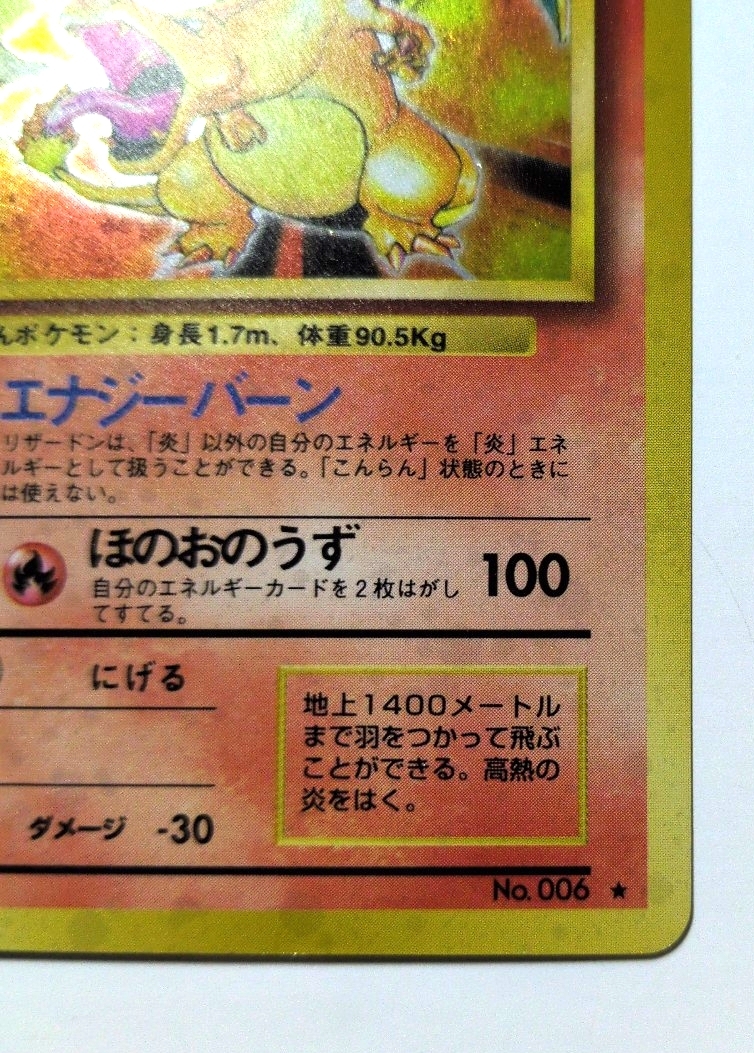 んポケモン：身長1.7m、体重90.5Kg
エナジーバーン
リザードンは、「炎」以外の自分のエネルギーを「炎」エネ
ルギーとして扱うことができる。「こんらん」状態のときに
は使えない。
ほのおのうず 100
自分のエネルギーカードを2枚はがし
てすてる。
にげる
地上1400メートル
まで羽をつかって飛ぶ
ことができる。高熱の
炎をはく。
ダメージ -30
No. 006 ★